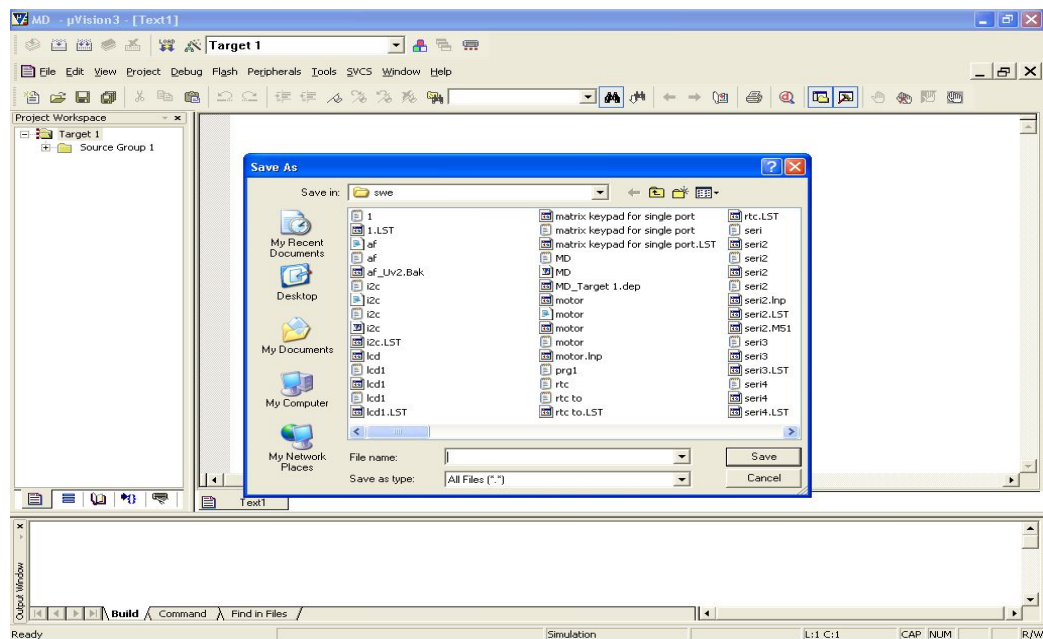 MD - µVision3 - [Text1]
Target 1
File Edit View Project Debug Flash Peripherals Tools SVCS Window Help
Project Workspace
Target 1
Source Group 1
Save As
Save in: swe
My Recent Documents
Desktop
My Documents
My Computer
My Network Places
1
1.LST
af
af
af_Uv2.Bak
i2c
i2c
i2c
i2c
i2c.LST
lcd
lcd1
lcd1
lcd1
lcd1.LST
matrix keypad for single port
matrix keypad for single port
matrix keypad for single port.LST
MD
MD
MD_Target 1.dep
motor
motor
motor
motor
motor.lnp
prg1
rtc
rtc to
rtc to.LST
rtc.LST
seri
seri2
seri2
seri2
seri2
seri2.lnp
seri2.LST
seri2.M51
seri3
seri3
seri3.LST
seri4
seri4
seri4.LST
File name:
Save
Save as type: All Files (*.*)
Cancel
Text1
Output Window
Build Command Find in Files
Ready Simulation L:1 C:1 CAP NUM R/W